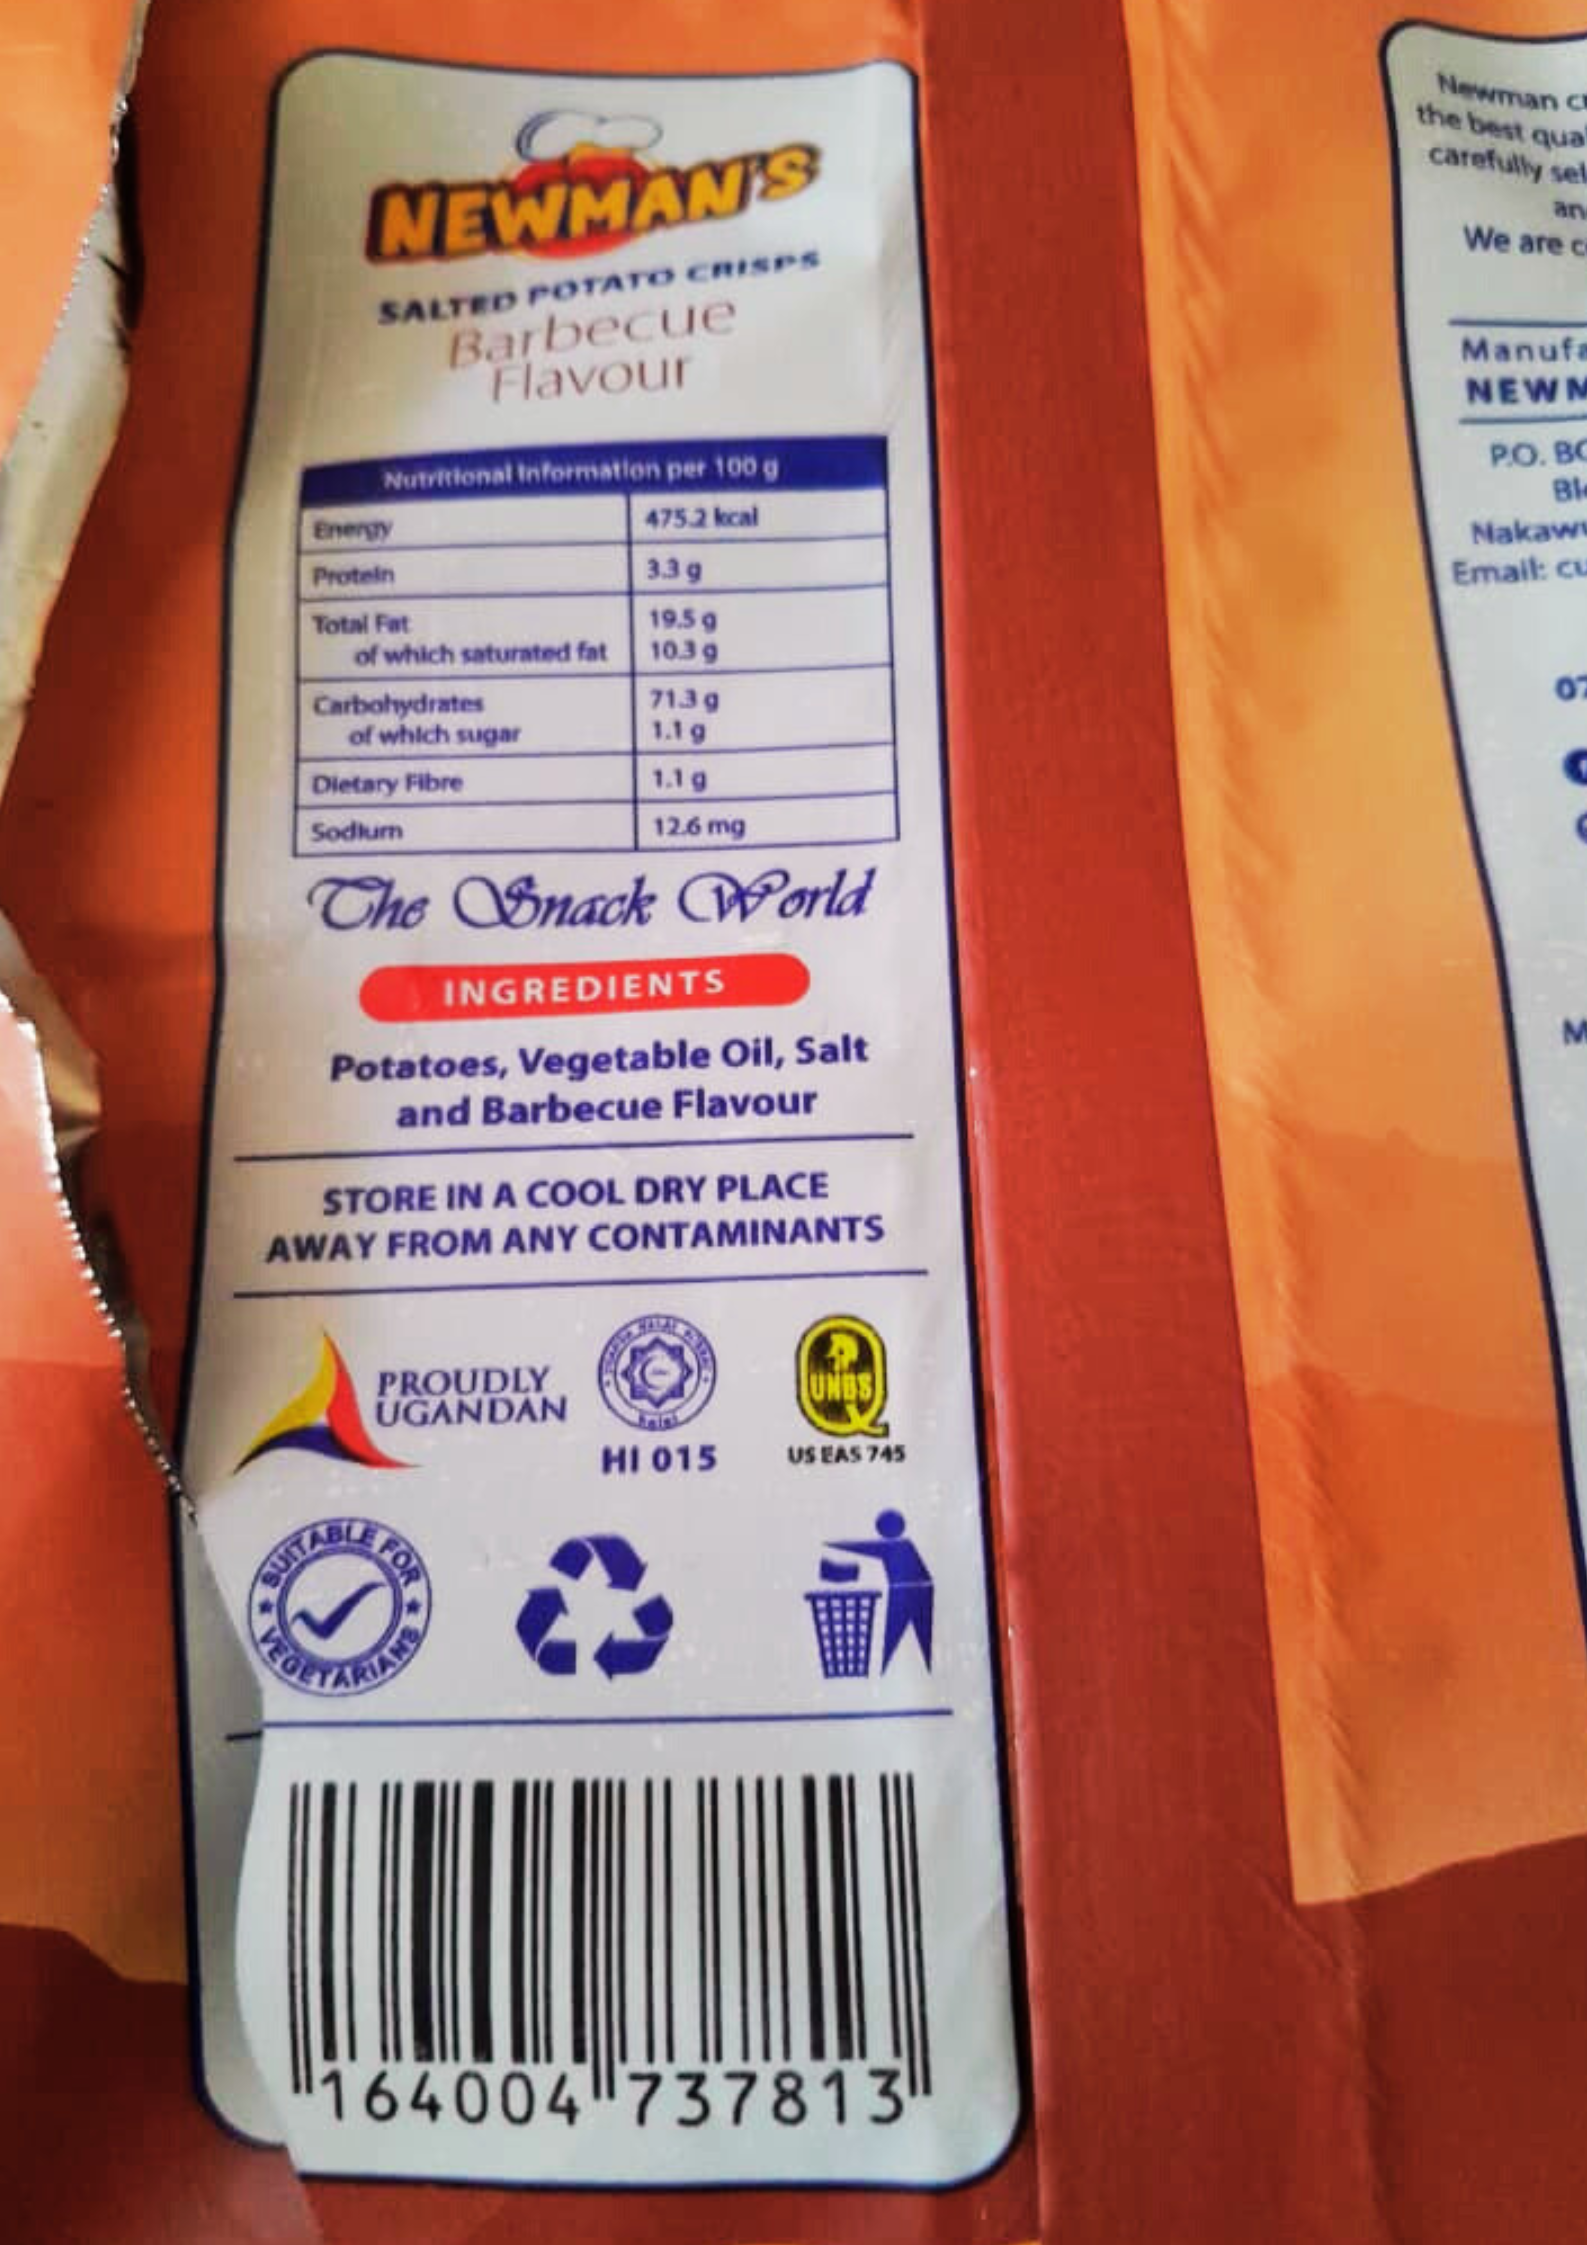 NEWMAN'S
SALTED POTATO CRISPS
Barbecue
Flavour
Nutritional Information per 100 g
Energy 475.2 kcal
Protein 3.3 g
Total Fat 19.5 g
of which saturated fat 10.3 g
Carbohydrates 71.3 g
of which sugar 1.1 g
Dietary Fibre 1.1 g
Sodium 12.6 mg
The Snack World
INGREDIENTS
Potatoes, Vegetable Oil, Salt
and Barbecue Flavour
STORE IN A COOL DRY PLACE
AWAY FROM ANY CONTAMINANTS
PROUDLY
UGANDAN
HI 015
UNBS
US EAS 745
SUITABLE FOR
VEGETARIANS
164004 737813
Newman
the best
carefully
We are
NEWM
P.O.
Email:
07